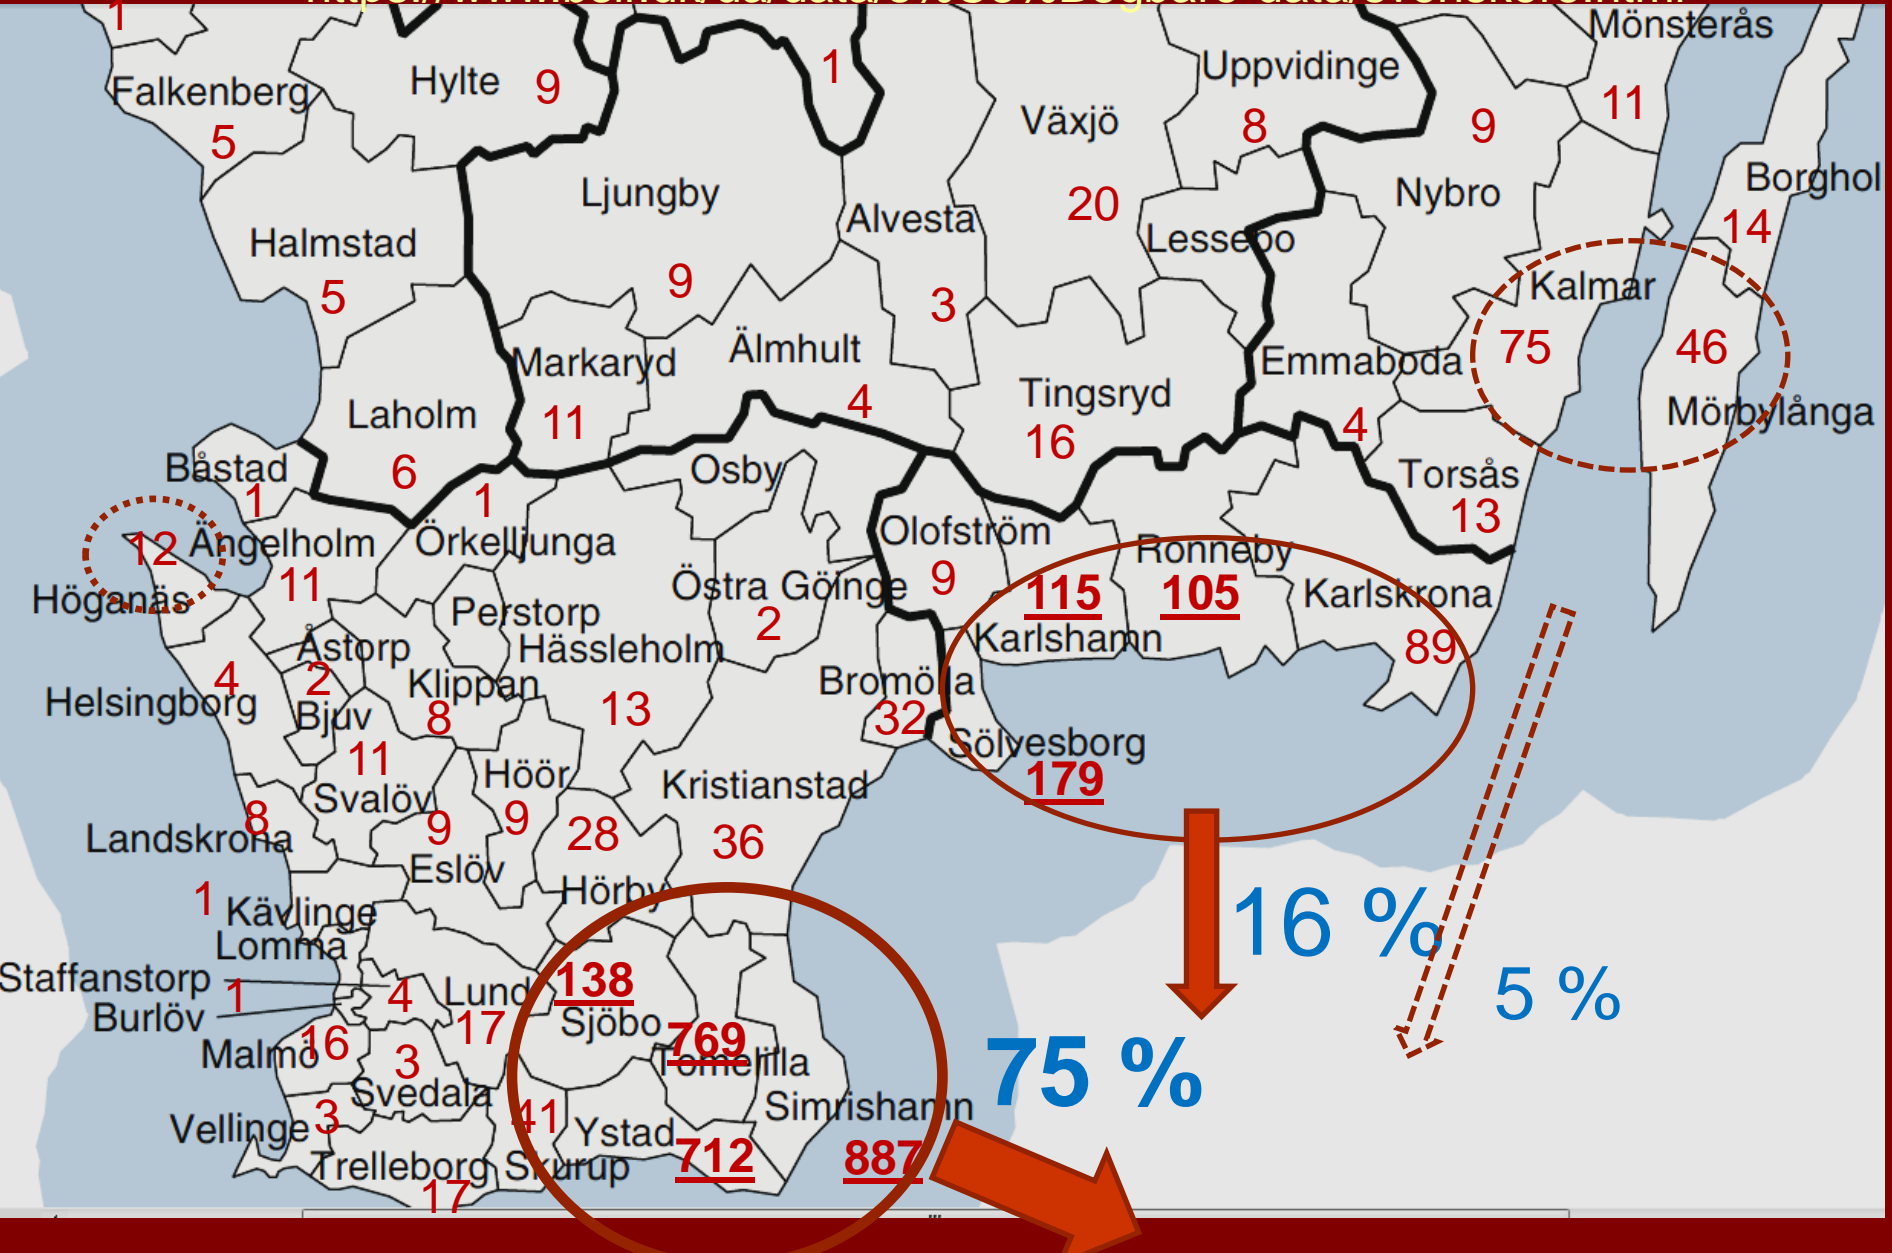 1
Mönsterås
Falkenberg
Hylte
9
1
Uppvidinge
11
5
Växjö
8
9
Borghol
Ljungby
20
Nybro
14
Halmstad
Alvesta
Lessebo
5
9
3
Kalmar
Markaryd
Älmhult
Emmaboda
75
46
Laholm
11
4
Tingsryd
4
Mörbylånga
16
Båstad
6
Osby
Torsås
1
1
13
12
Ängelholm
Örkelljunga
Olofström
Ronneby
Höganäs
11
Östra Göinge
9
115
105
Karlskrona
Perstorp
2
Karlshamn
89
Åstorp
Hässleholm
4
2
Klippan
Bromölla
Helsingborg
Bjuv
8
13
32
Sölvesborg
11
Höör
Kristianstad
179
Svalöv
8
9
9
28
36
Landskrona
Eslöv
1
Hörby
16 %
Kävlinge
Lomma
Staffanstorp
1
4
Lund
138
5 %
Burlöv
17
Sjöbo
769
Malmö
16
3
Tomelilla
75 %
Svedala
Simrishamn
Vellinge
3
41
Ystad
712
887
Trelleborg
Skurup
17